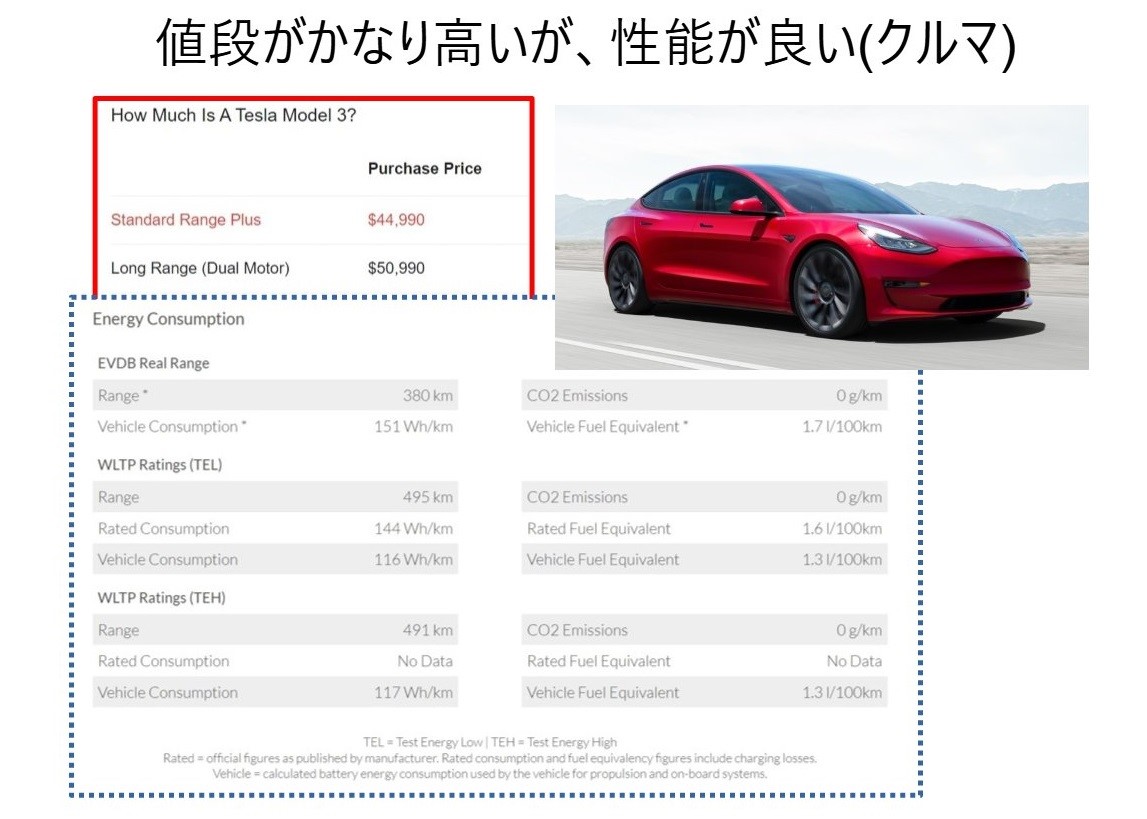 値段がかなり高いが、性能が良い(クルマ)
How Much Is A Tesla Model 3?
Purchase Price
Standard Range Plus $44,990
Long Range (Dual Motor) $50,990
Energy Consumption
EVDB Real Range
Range * 380 km CO2 Emissions 0 g/km
Vehicle Consumption * 151 Wh/km Vehicle Fuel Equivalent * 1.7 l/100km
WLTP Ratings (TEL)
Range 495 km CO2 Emissions 0 g/km
Rated Consumption 144 Wh/km Rated Fuel Equivalent 1.6 l/100km
Vehicle Consumption 116 Wh/km Vehicle Fuel Equivalent 1.3 l/100km
WLTP Ratings (TEH)
Range 491 km CO2 Emissions 0 g/km
Rated Consumption No Data Rated Fuel Equivalent No Data
Vehicle Consumption 117 Wh/km Vehicle Fuel Equivalent 1.3 l/100km
TEL = Test Energy Low | TEH = Test Energy High
Rated = official figures as published by manufacturer. Rated consumption and fuel equivalency figures include charging losses.
Vehicle = calculated battery energy consumption used by the vehicle for propulsion and on-board systems.